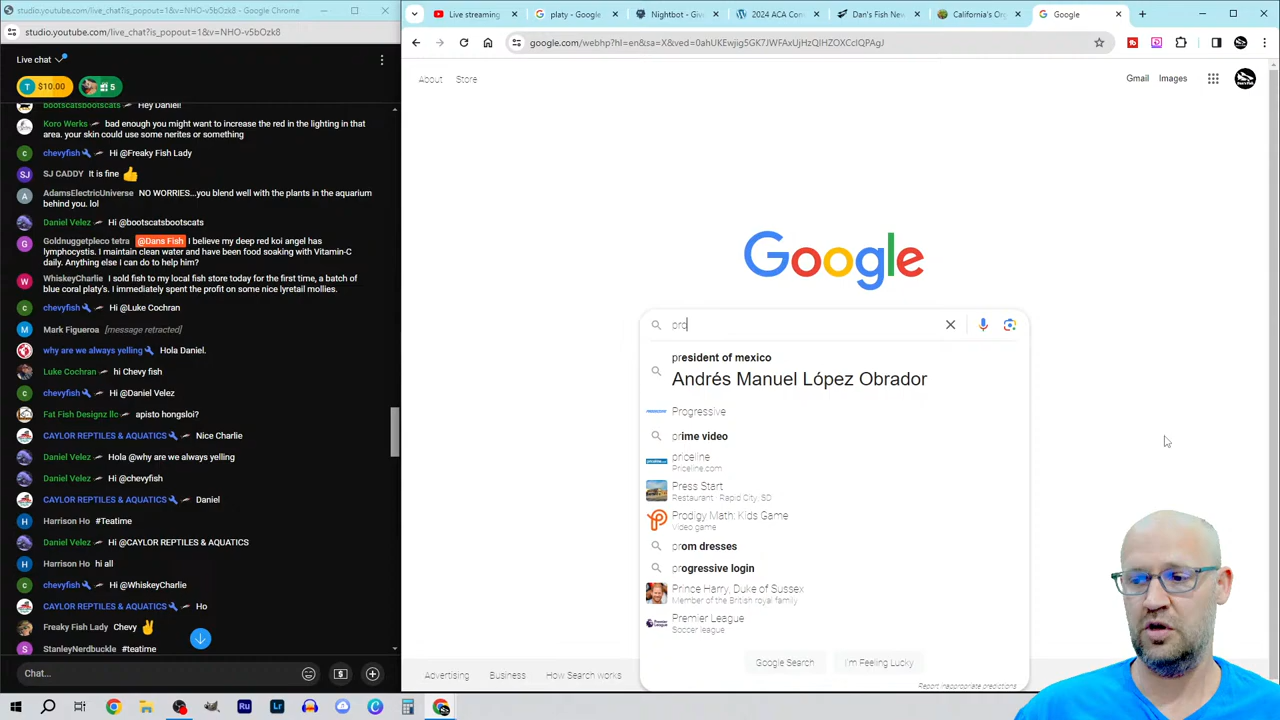 studio.youtube.com/live_chat?is_popout=1&v=NHO-v5bOzk8 - Google Chrome
studio.youtube.com/live_chat?is_popout=1&v=NHO-v5bOzk8
Live chat
T $10.00 5
bootscatsbootscats Hey Daniel!
Koro Werks bad enough you might want to increase the red in the lighting in that
area. your skin could use some nerites or something
chevyfish Hi @Freaky Fish Lady
SJ CADDY It is fine
AdamsElectricUniverse NO WORRIES...you blend well with the plants in the aquarium
behind you. lol
Daniel Velez Hi @bootscatsbootscats
Goldnuggetpleco tetra @Dans Fish I believe my deep red koi angel has
lymphocystis. I maintain clean water and have been food soaking with Vitamin-C
daily. Anything else I can do to help him?
WhiskeyCharlie I sold fish to my local fish store today for the first time, a batch of
blue coral platy's. I immediately spent the profit on some nice lyretail mollies.
chevyfish Hi @Luke Cochran
Mark Figueroa [message retracted]
why are we always yelling Hola Daniel.
Luke Cochran hi Chevy fish
chevyfish Hi @Daniel Velez
Fat Fish Designz llc apisto hongsloi?
CAYLOR REPTILES & AQUATICS Nice Charlie
Daniel Velez Hola @why are we always yelling
Daniel Velez Hi @chevyfish
CAYLOR REPTILES & AQUATICS Daniel
Harrison Ho #Teatime
Daniel Velez Hi @CAYLOR REPTILES & AQUATICS
Harrison Ho hi all
chevyfish Hi @WhiskeyCharlie
CAYLOR REPTILES & AQUATICS Ho
Freaky Fish Lady Chevy
StanleyNerdbuckle #teatime
Chat...
Live streaming
platy - Google
Nightbot - Giv
2024 ACA Con
Dan's Fish New
California's Or
Google
About Store
Gmail Images
Google
pro
president of mexico
Andrés Manuel López Obrador
Progressive
prime video
priceline
Priceline.com
Press Start
Restaurant · Rapid City, SD
Prodigy Math: Kids Game
Video game
prom dresses
progressive login
Prince Harry, Duke of Sussex
Member of the British royal family
Premier League
Soccer league
Google Search I'm Feeling Lucky
Report inappropriate predictions
Advertising Business How Search works
Ru Lr